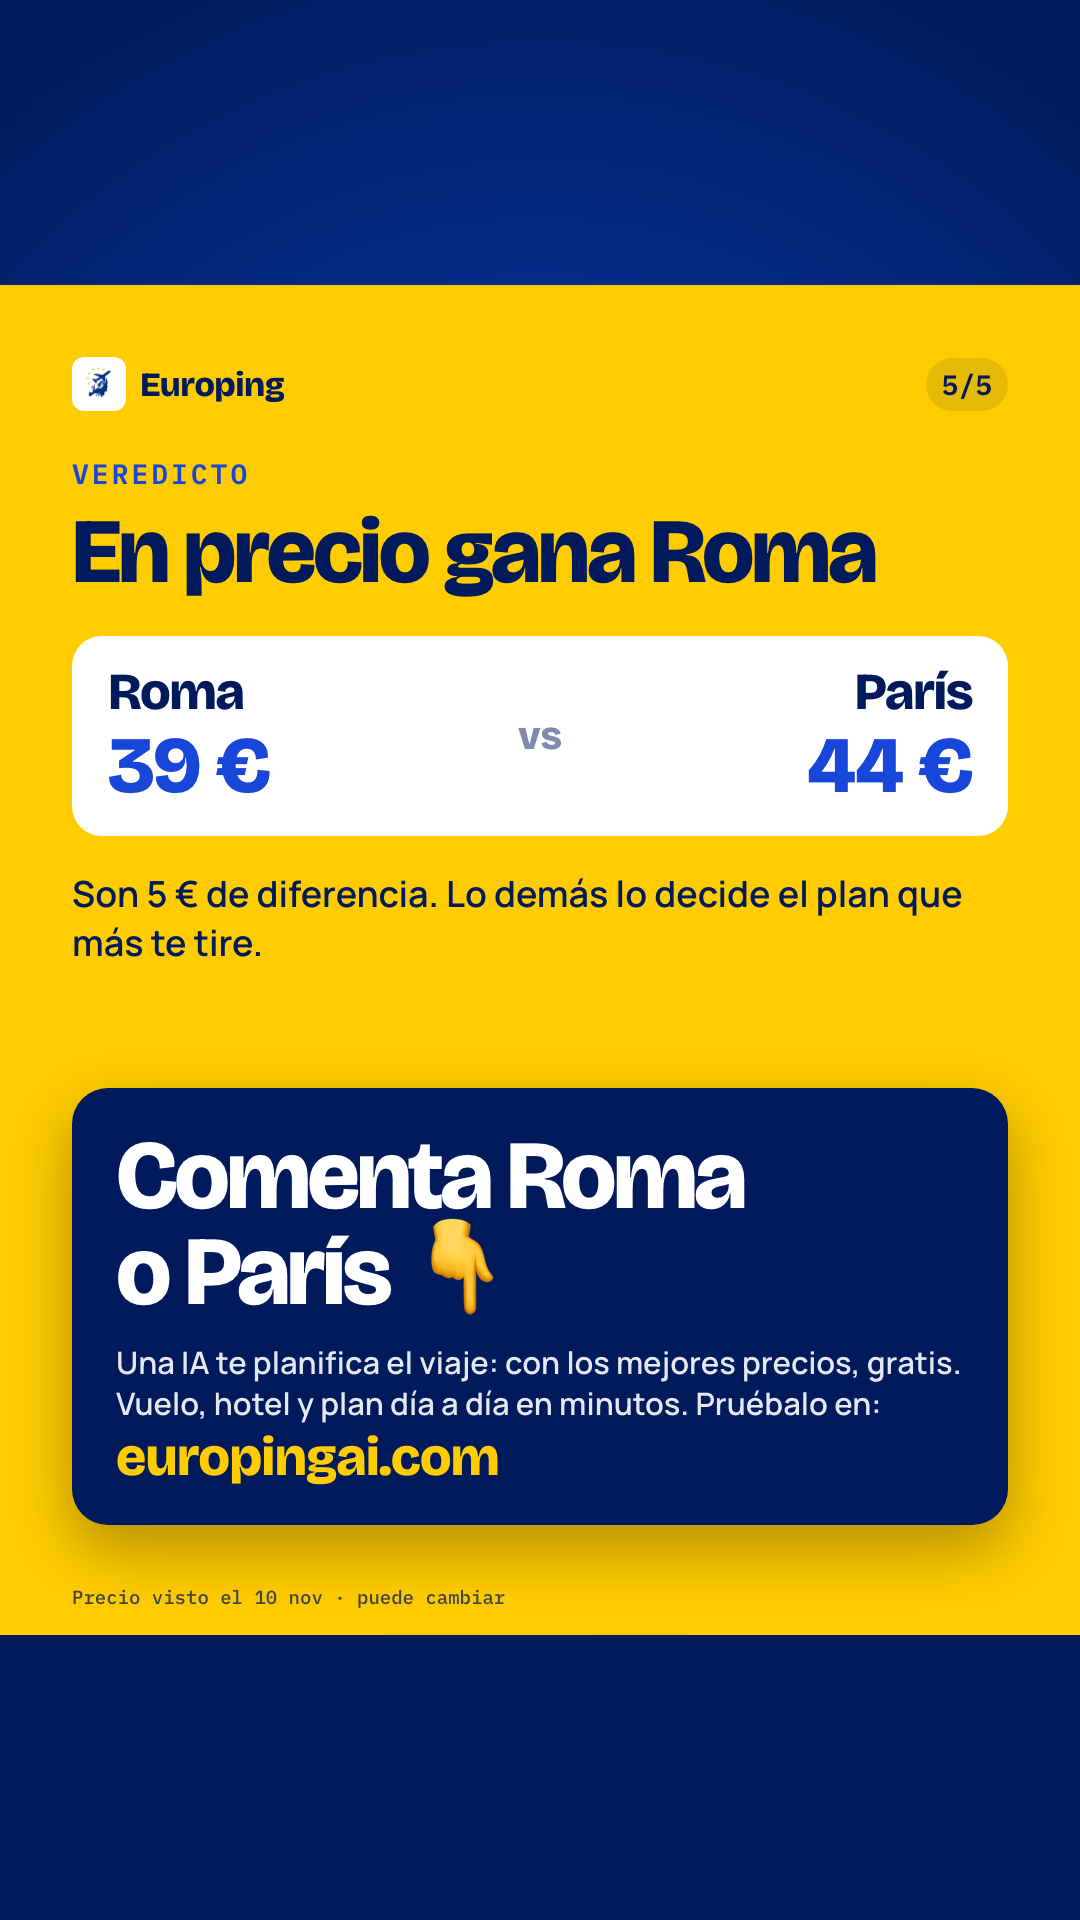 Europing
5/5
VEREDICTO
En precio gana Roma
Roma
39 €
vs
París
44 €
Son 5 € de diferencia. Lo demás lo decide el plan que
más te tire.
Comenta Roma
o París 👇
Una IA te planifica el viaje: con los mejores precios, gratis.
Vuelo, hotel y plan día a día en minutos. Pruébalo en:
europingai.com
Precio visto el 10 nov · puede cambiar